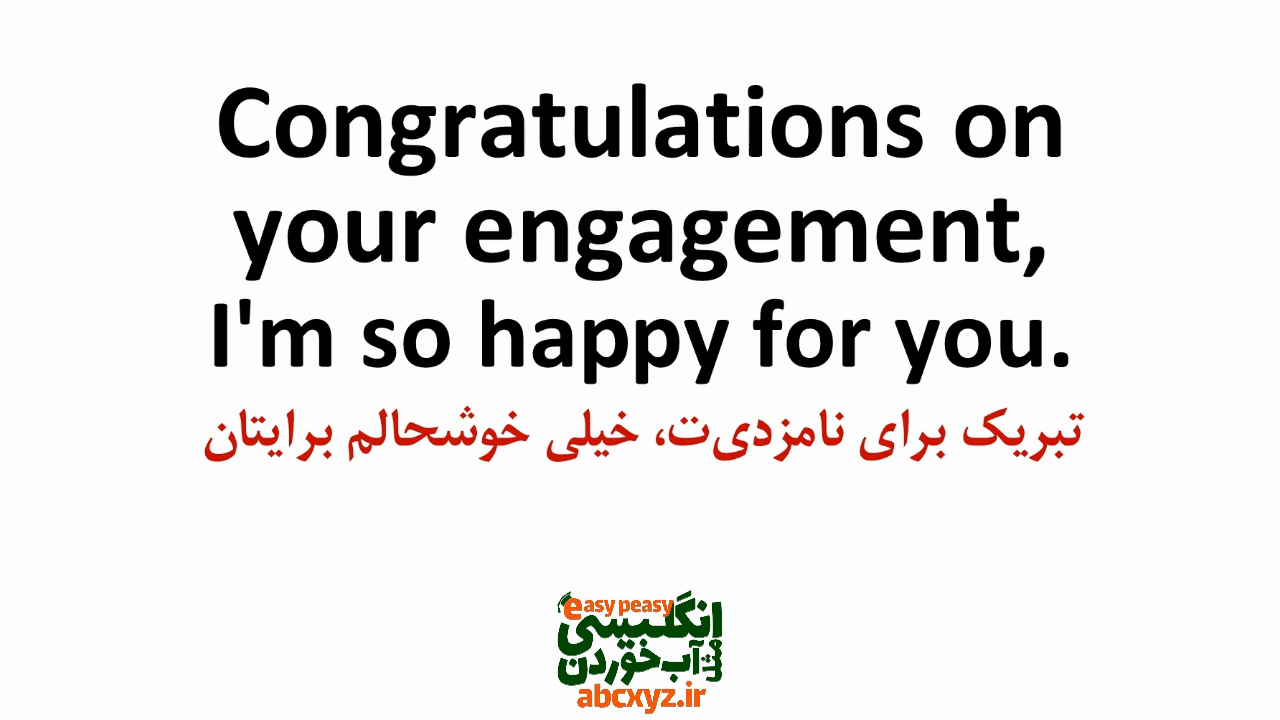 Congratulations on
your engagement,
I'm so happy for you.
تبریک برای نامزدی‌ت، خیلی خوشحالم برایتان
easy peasy
انگلیسی
مثل آب خوردن
abcxyz.ir